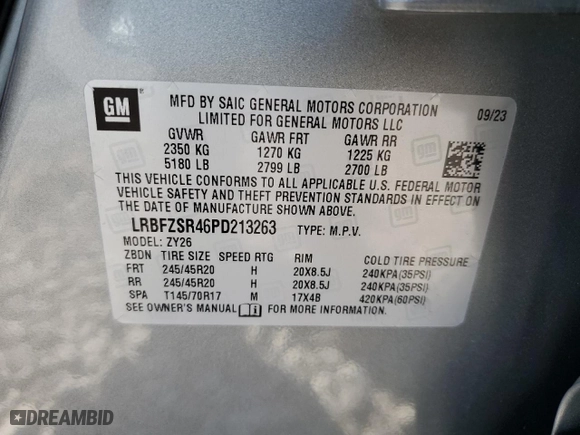 GM
MFD BY SAIC GENERAL MOTORS CORPORATION
LIMITED FOR GENERAL MOTORS LLC
09/23
GVWR GAWR FRT GAWR RR
2350 KG 1270 KG 1225 KG
5180 LB 2799 LB 2700 LB
THIS VEHICLE CONFORMS TO ALL APPLICABLE U.S. FEDERAL MOTOR
VEHICLE SAFETY AND THEFT PREVENTION STANDARDS IN EFFECT ON
THE DATE OF MANUFACTURE SHOWN ABOVE.
LRBFZSR46PD213263 TYPE: M.P.V.
MODEL: ZY26
ZBDN TIRE SIZE SPEED RTG RIM COLD TIRE PRESSURE
FRT 245/45R20 H 20X8.5J 240KPA(35PSI)
RR 245/45R20 H 20X8.5J 240KPA(35PSI)
SPA T145/70R17 M 17X4B 420KPA(60PSI)
SEE OWNER'S MANUAL FOR MORE INFORMATION.
DREAMBID